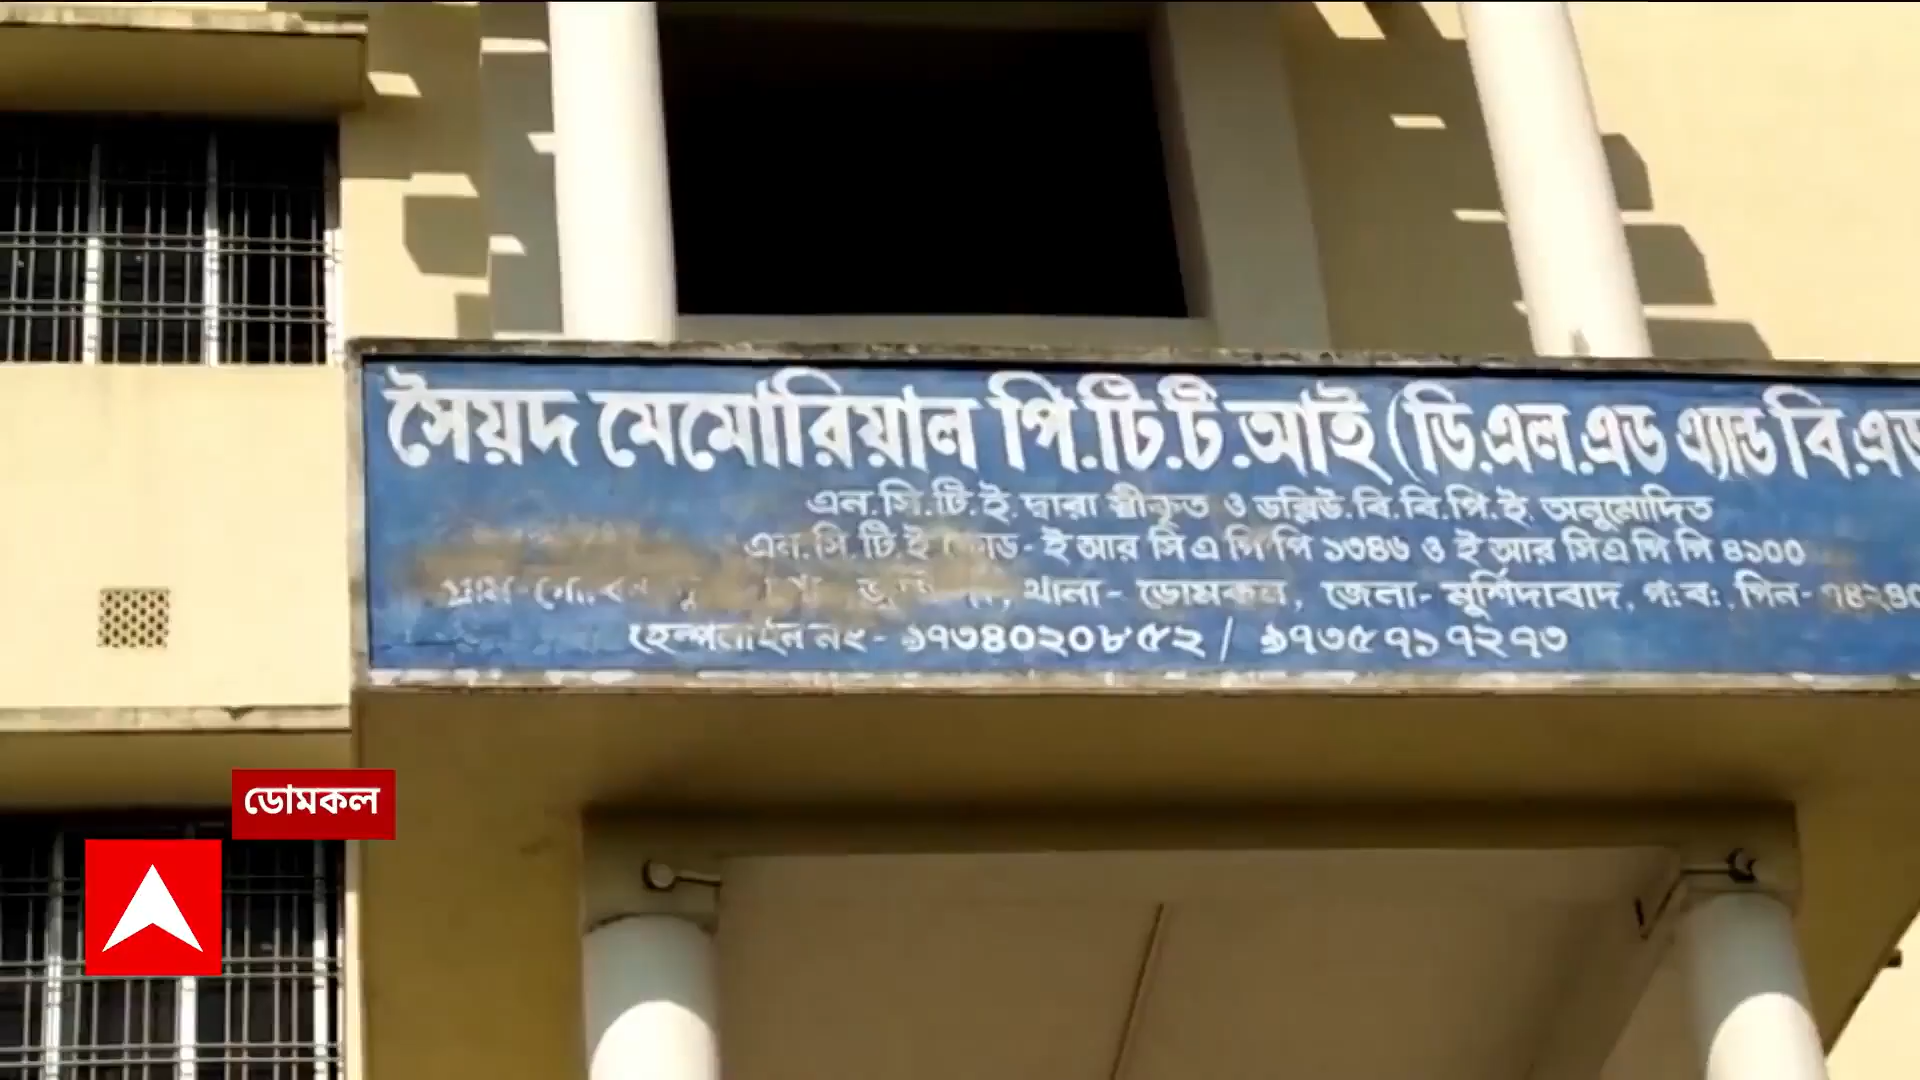 সৈয়দ মেমোরিয়াল পি.টি.টি.আই (ডি.এল.এড এ্যান্ড বি.এড
এন.সি.টি.ই. দ্বারা স্বীকৃত ও ডব্লিউ.বি.বি.পি.ই. অনুমোদিত
এন.সি.টি.ই কোড- ই আর সি এ পি পি ১৩৪৬ ও ই আর সি এ পি পি ৪১০০
গ্রাম- থানা- ডোমকল, জেলা- মুর্শিদাবাদ, প:ব:, পিন-
হেল্পলাইন নং- ৯৭৩৪০২০৮৫২ / ৯৭৩৫৭১৭২৭৩
ডোমকল